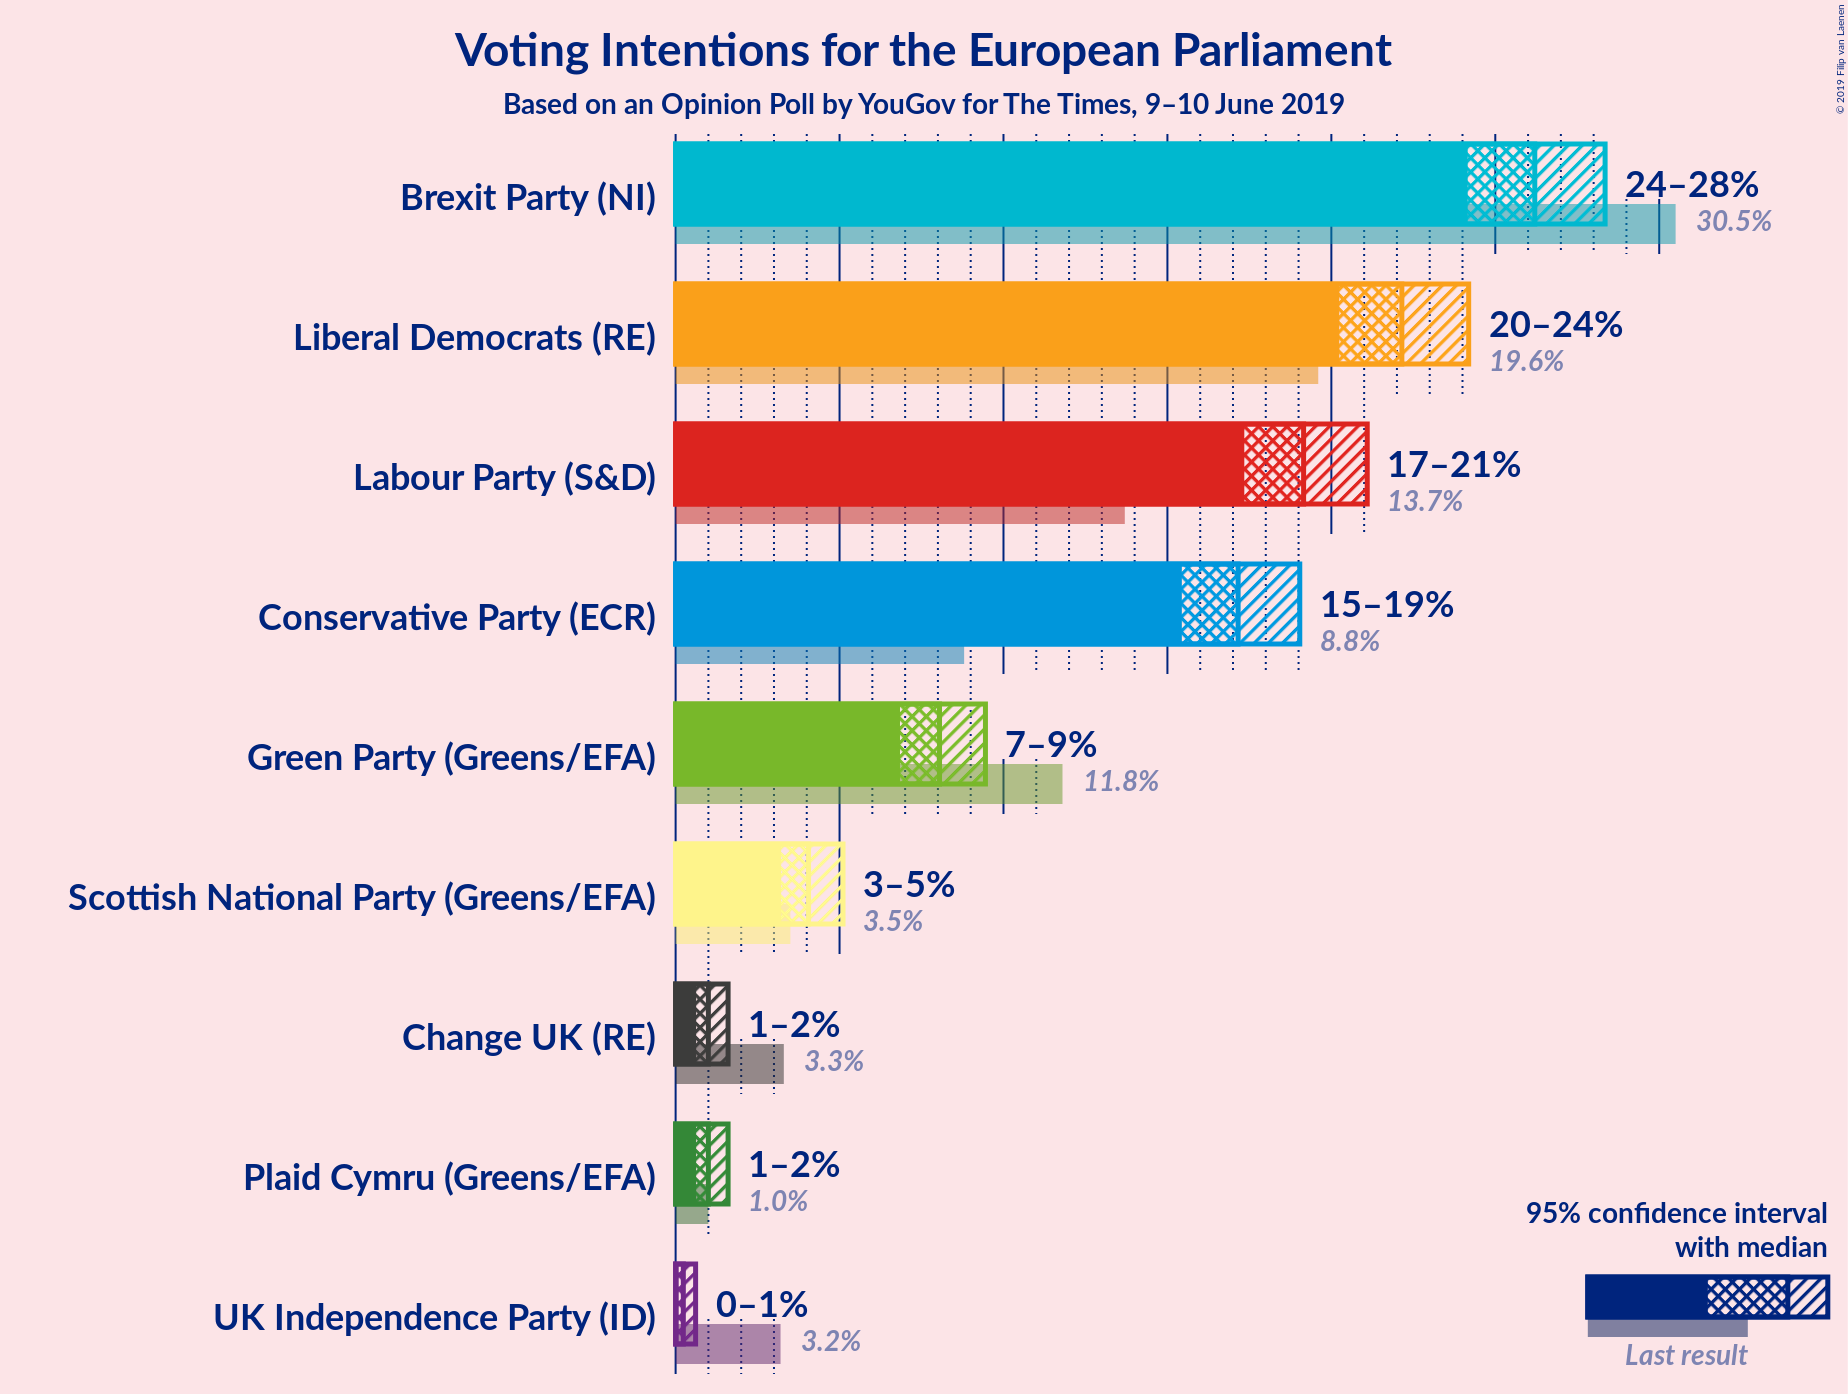 Voting Intentions for the European Parliament
Based on an Opinion Poll by YouGov for The Times, 9–10 June 2019
© 2019 Filip van Laenen
Brexit Party (NI)
24–28%
30.5%
Liberal Democrats (RE)
20–24%
19.6%
Labour Party (S&D)
17–21%
13.7%
Conservative Party (ECR)
15–19%
8.8%
Green Party (Greens/EFA)
7–9%
11.8%
Scottish National Party (Greens/EFA)
3–5%
3.5%
Change UK (RE)
1–2%
3.3%
Plaid Cymru (Greens/EFA)
1–2%
1.0%
UK Independence Party (ID)
0–1%
3.2%
95% confidence interval
with median
Last result